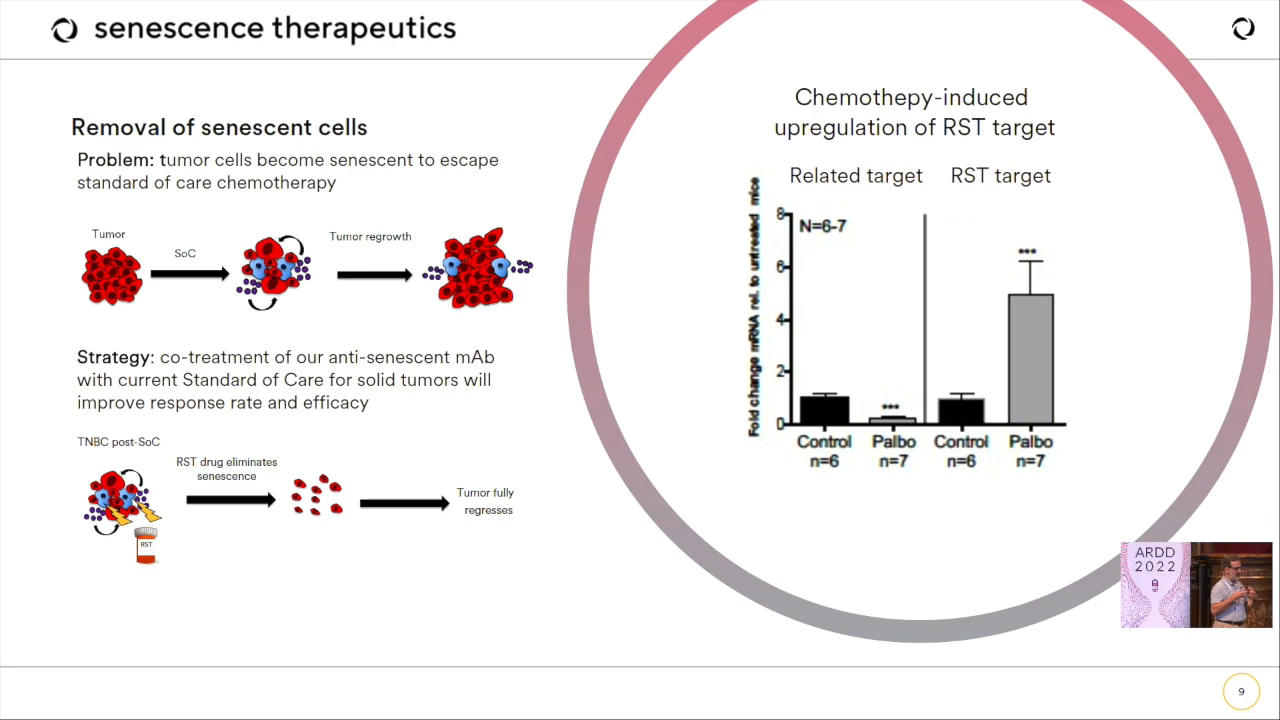 senescence therapeutics
Removal of senescent cells
Problem: tumor cells become senescent to escape
standard of care chemotherapy
Tumor
SoC
Tumor regrowth
Strategy: co-treatment of our anti-senescent mAb
with current Standard of Care for solid tumors will
improve response rate and efficacy
TNBC post-SoC
RST drug eliminates
senescence
RST
Tumor fully
regresses
Chemothepy-induced
upregulation of RST target
Related target
RST target
Fold change mRNA rel. to untreated mice
8
6
4
2
0
N=6-7
***
***
Control
n=6
Palbo
n=7
Control
n=6
Palbo
n=7
ARDD
2022
9